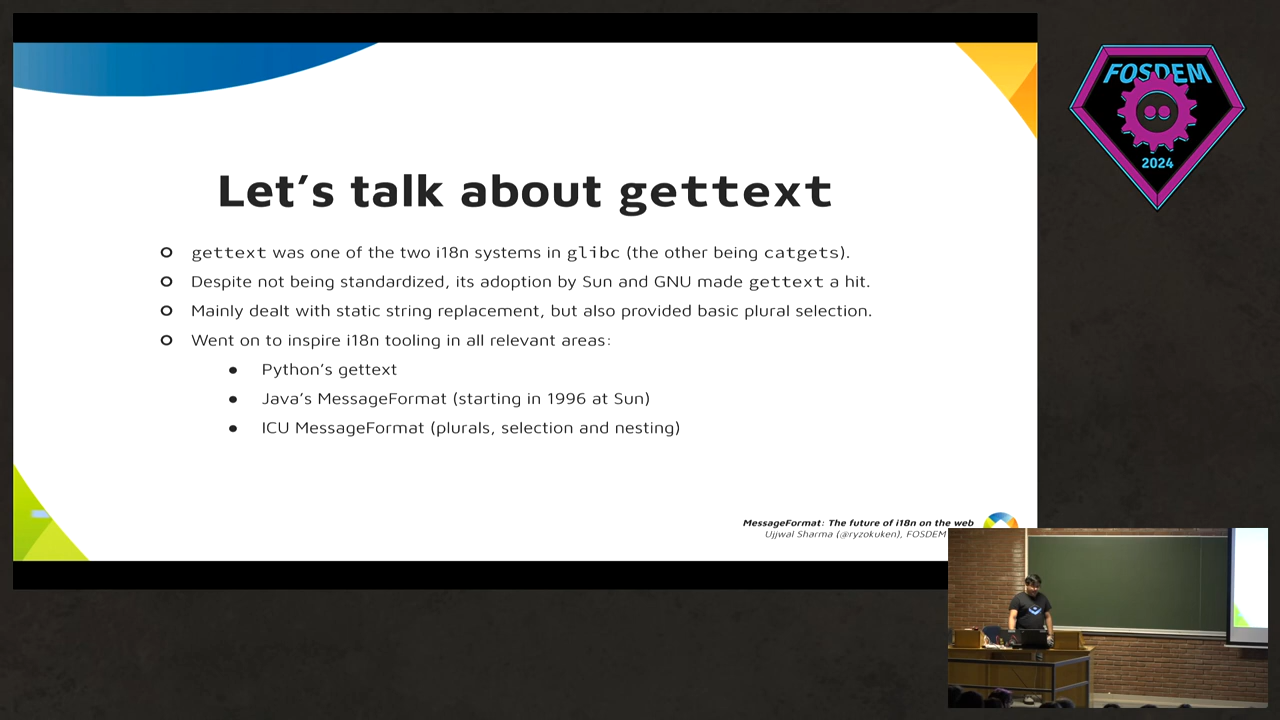 Let's talk about gettext
gettext was one of the two i18n systems in glibc (the other being catgets).
Despite not being standardized, its adoption by Sun and GNU made gettext a hit.
Mainly dealt with static string replacement, but also provided basic plural selection.
Went on to inspire i18n tooling in all relevant areas:
Python's gettext
Java's MessageFormat (starting in 1996 at Sun)
ICU MessageFormat (plurals, selection and nesting)
MessageFormat: The future of i18n on the web
Ujjwal Sharma (@ryzokuken), FOSDEM
FOSDEM
2024